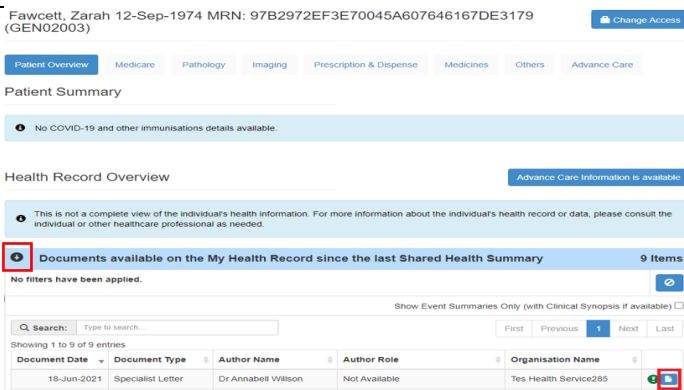 Fawcett, Zarah 12-Sep-1974 MRN: 97B2972EF3E70045A607646167DE3179
(GEN02003)
Change Access
Patient Overview Medicare Pathology Imaging Prescription & Dispense Medicines Others Advance Care
Patient Summary
No COVID-19 and other immunisations details available.
Health Record Overview
Advance Care Information is available
This is not a complete view of the individual's health information. For more information about the individual's health record or data, please consult the
individual or other healthcare professional as needed.
Documents available on the My Health Record since the last Shared Health Summary 9 Items
No filters have been applied.
Show Event Summaries Only (with Clinical Synopsis if available)
Search: Type to search...
First Previous 1 Next Last
Showing 1 to 9 of 9 entries
Document Date Document Type Author Name Author Role Organisation Name
18-Jun-2021 Specialist Letter Dr Annabell Willson Not Available Tes Health Service285